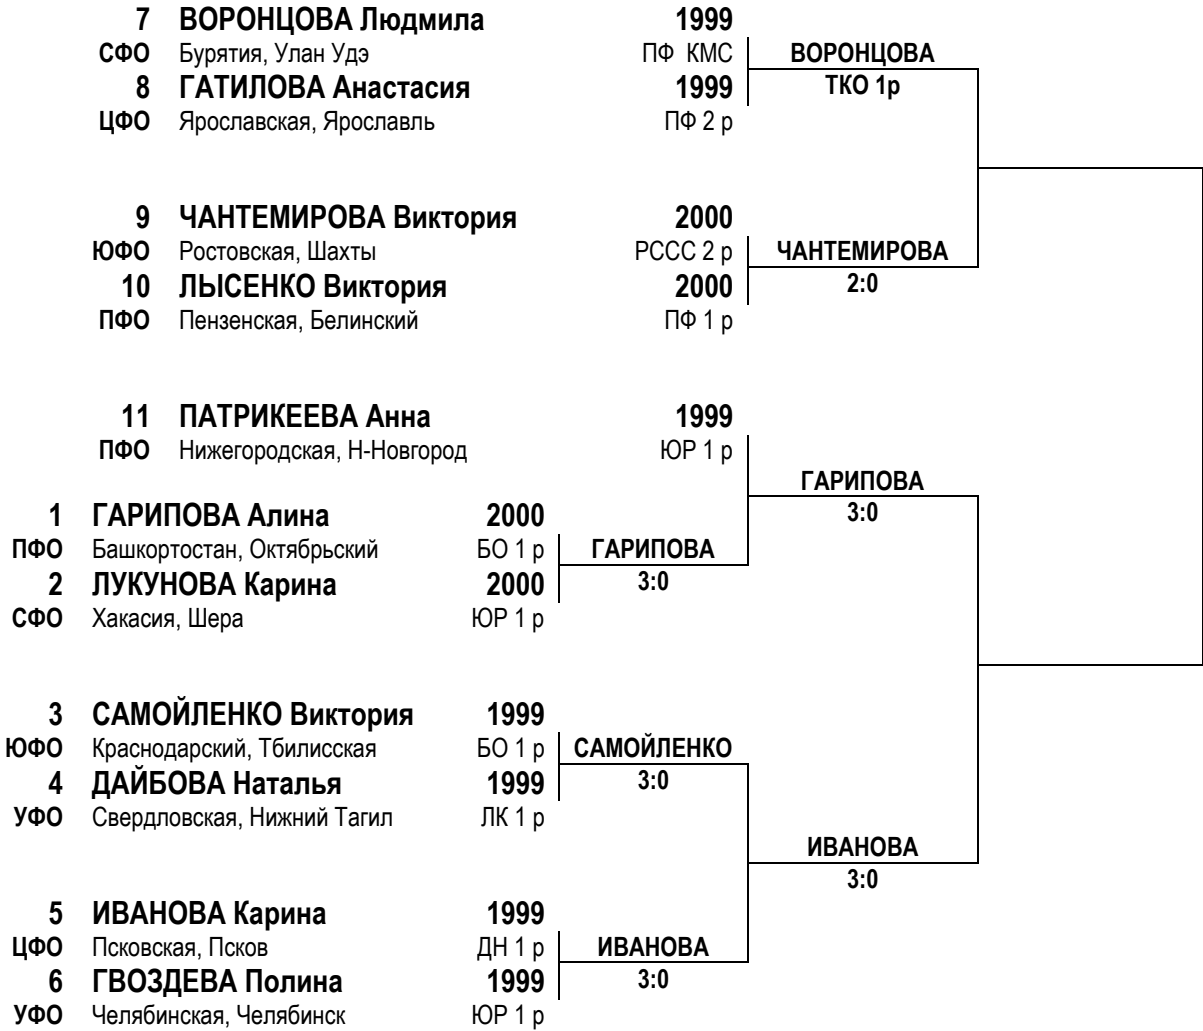 7 ВОРОНЦОВА Людмила 1999
СФО Бурятия, Улан Удэ ПФ КМС ВОРОНЦОВА
8 ГАТИЛОВА Анастасия 1999 ТКО 1р
ЦФО Ярославская, Ярославль ПФ 2 р
9 ЧАНТЕМИРОВА Виктория 2000
ЮФО Ростовская, Шахты РССС 2 р ЧАНТЕМИРОВА
10 ЛЫСЕНКО Виктория 2000 2:0
ПФО Пензенская, Белинский ПФ 1 р
11 ПАТРИКЕЕВА Анна 1999
ПФО Нижегородская, Н-Новгород ЮР 1 р
ГАРИПОВА
1 ГАРИПОВА Алина 2000 3:0
ПФО Башкортостан, Октябрьский БО 1 р ГАРИПОВА
2 ЛУКУНОВА Карина 2000 3:0
СФО Хакасия, Шера ЮР 1 р
3 САМОЙЛЕНКО Виктория 1999
ЮФО Краснодарский, Тбилисская БО 1 р САМОЙЛЕНКО
4 ДАЙБОВА Наталья 1999 3:0
УФО Свердловская, Нижний Тагил ЛК 1 р
ИВАНОВА
3:0
5 ИВАНОВА Карина 1999
ЦФО Псковская, Псков ДН 1 р ИВАНОВА
6 ГВОЗДЕВА Полина 1999 3:0
УФО Челябинская, Челябинск ЮР 1 р